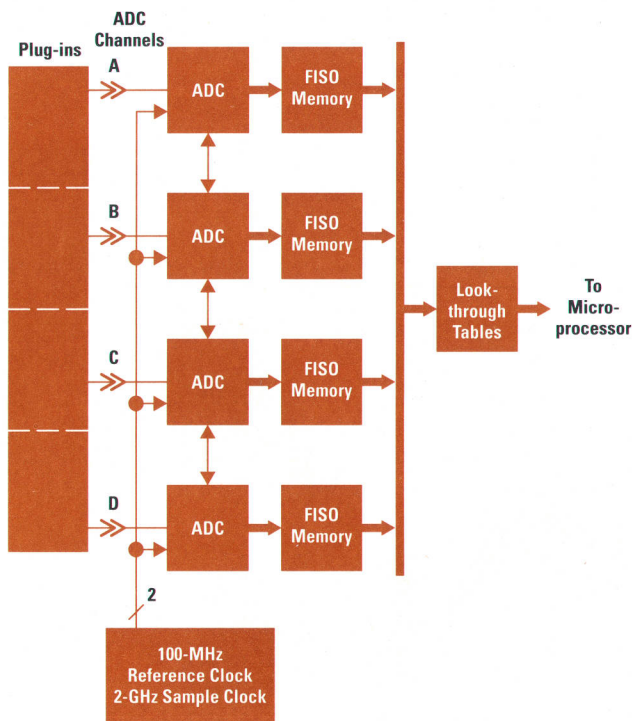 ADC
Channels
Plug-ins
A
ADC
FISO
Memory
B
ADC
FISO
Memory
Look-
through
Tables
To
Micro-
processor
C
ADC
FISO
Memory
D
ADC
FISO
Memory
2
100-MHz
Reference Clock
2-GHz Sample Clock